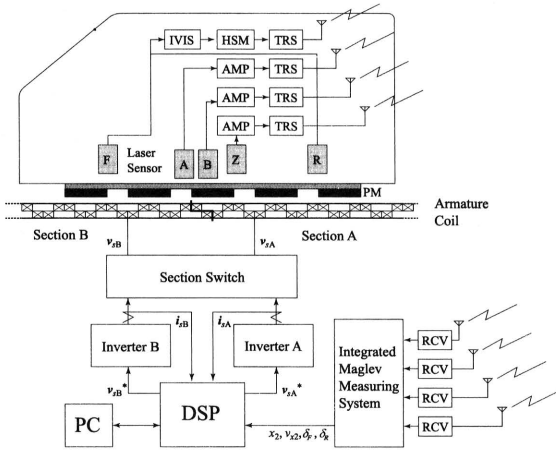 IVIS HSM TRS
AMP TRS
AMP TRS
AMP TRS
F Laser
Sensor A B Z R
PM
Armature
Coil
Section B Section A
v_sB v_sA
Section Switch
i_sB i_sA
Inverter B Inverter A
v_sB* v_sA*
Integrated
Maglev
Measuring
System
RCV
RCV
RCV
RCV
PC DSP
x₂, v_x2, δ_F, δ_R